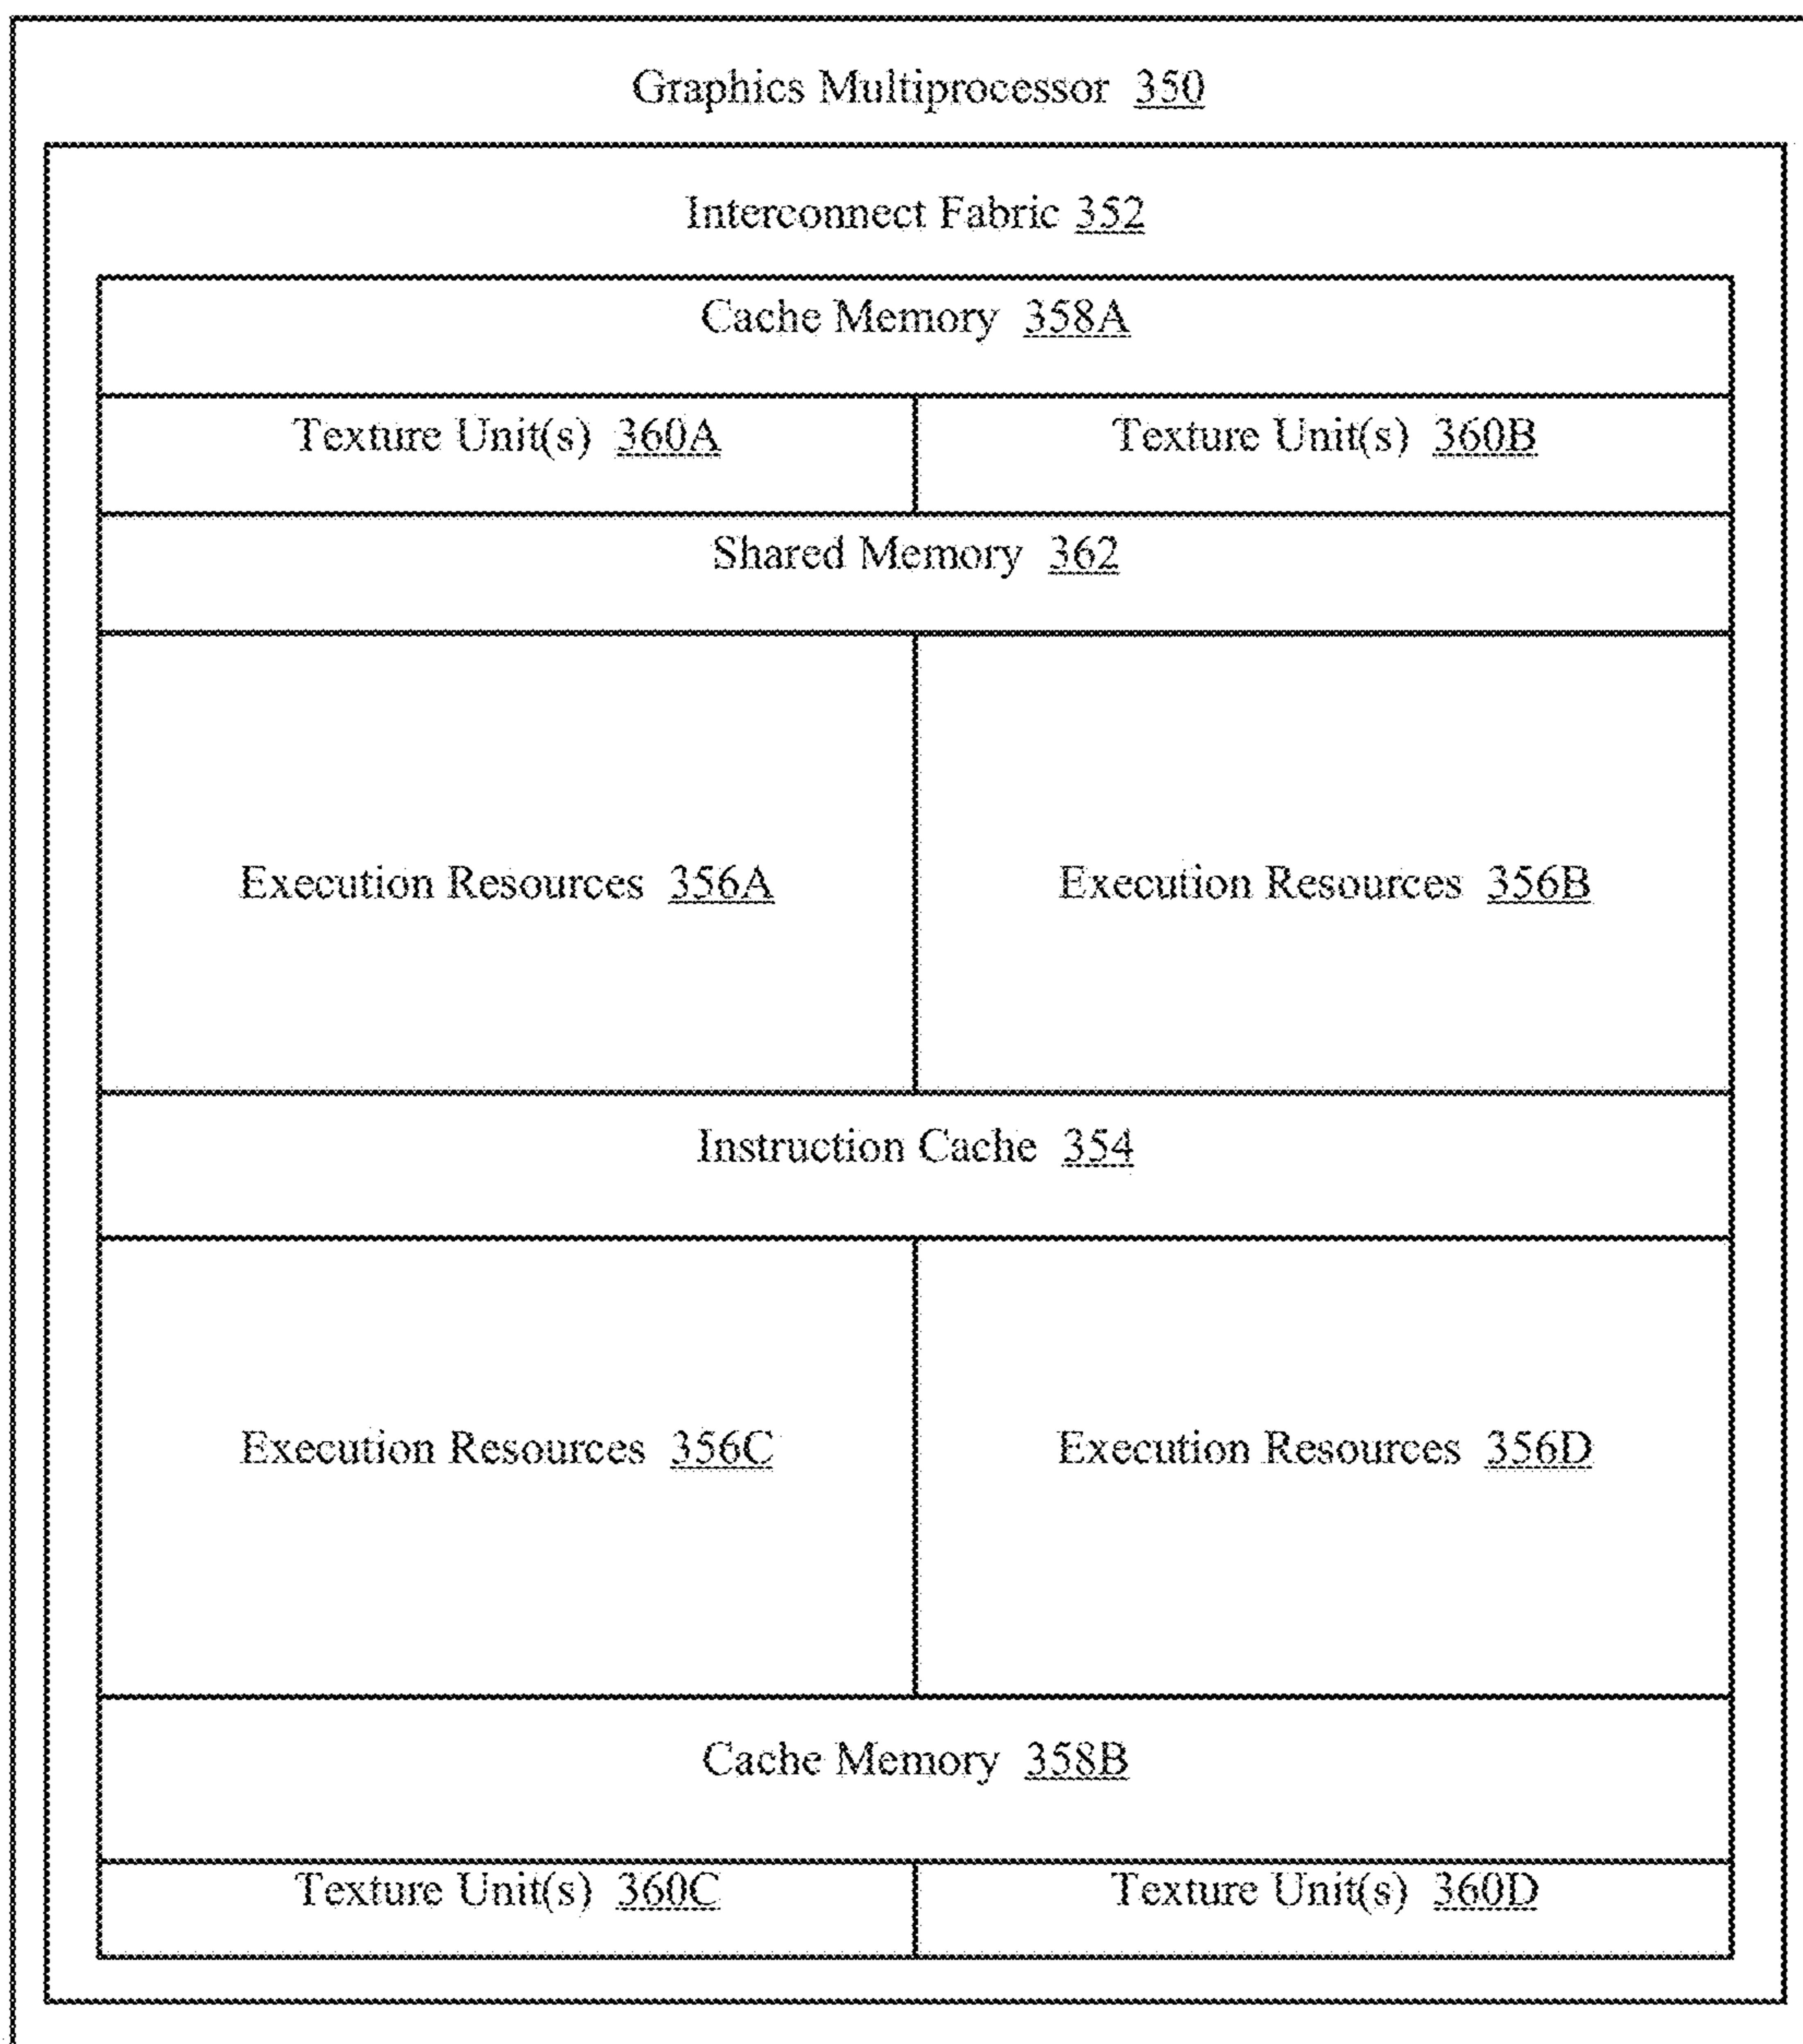 Graphics Multiprocessor 350
Interconnect Fabric 352
Cache Memory 358A
Texture Unit(s) 360A
Texture Unit(s) 360B
Shared Memory 362
Execution Resources 356A
Execution Resources 356B
Instruction Cache 354
Execution Resources 356C
Execution Resources 356D
Cache Memory 358B
Texture Unit(s) 360C
Texture Unit(s) 360D